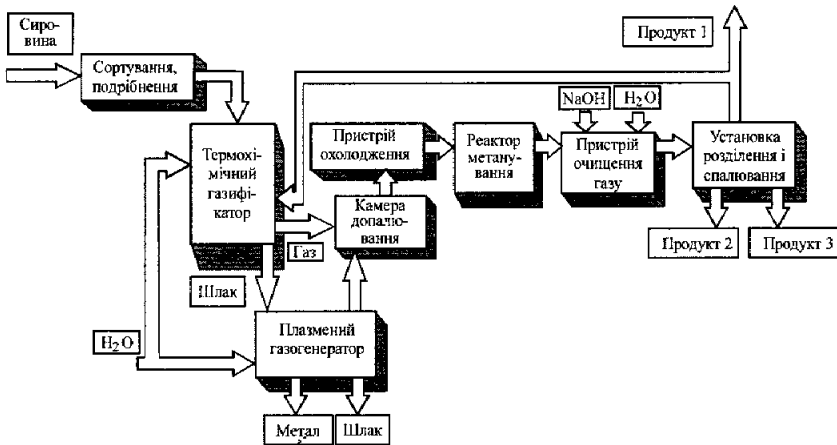 Сиро-
вина
Сортування,
подрібнення
Продукт 1
NaOH
H2O
Термохі-
мічний
газифі-
катор
Пристрій
охолодження
Реактор
метану-
вання
Пристрій
очищення
газу
Установка
розділення і
спалювання
Камера
допалю-
вання
Газ
Продукт 2
Продукт 3
Шлак
H2O
Плазмений
газогенератор
Метал
Шлак